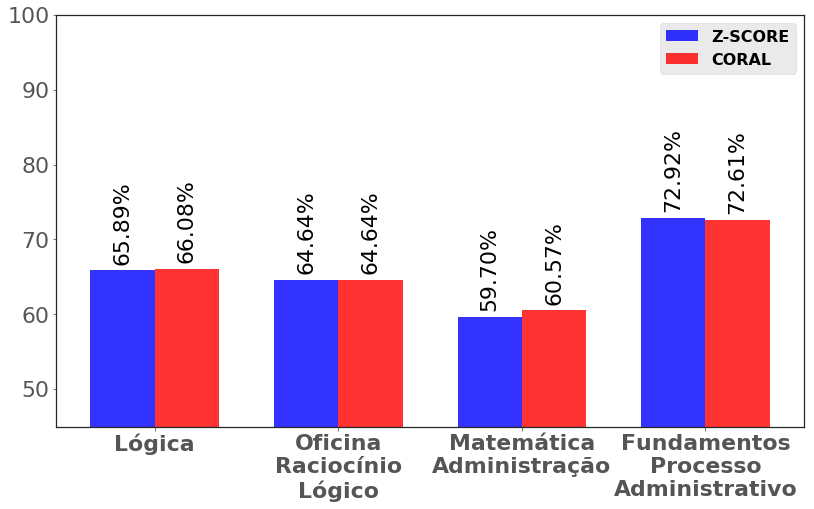 100
90
80
70
60
50
Z-SCORE
CORAL
65.89%
66.08%
64.64%
64.64%
59.70%
60.57%
72.92%
72.61%
Lógica
Oficina
Raciocínio
Lógico
Matemática
Administração
Fundamentos
Processo
Administrativo